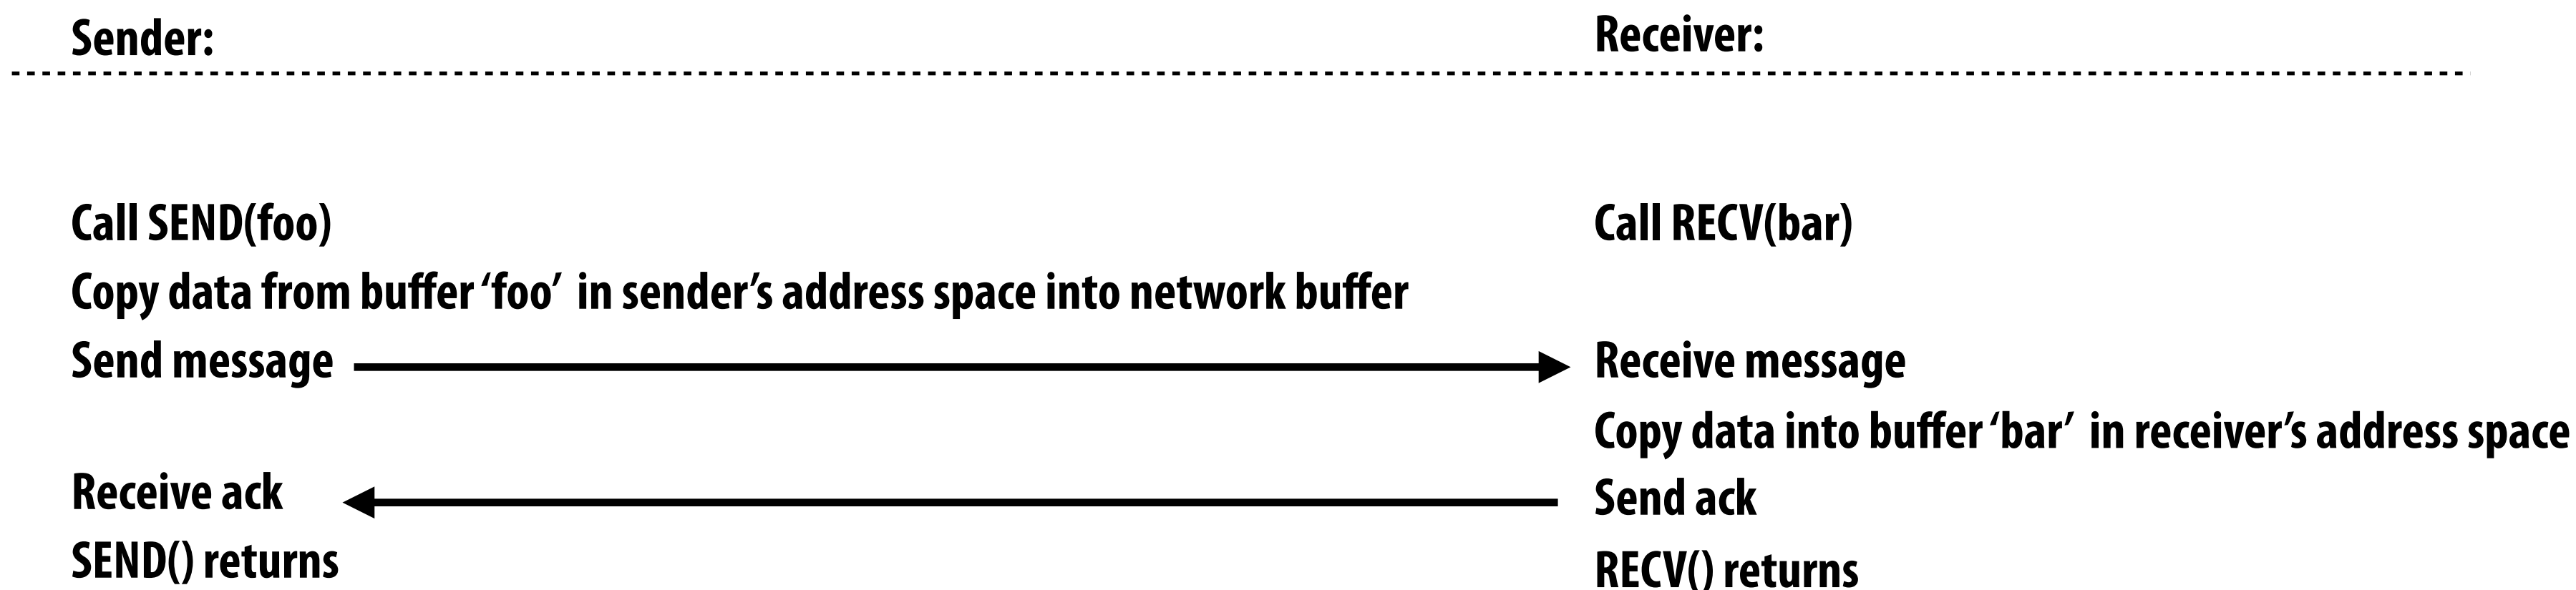 Sender:
Receiver:
Call SEND(foo)
Call RECV(bar)
Copy data from buffer ‘foo’ in sender’s address space into network buffer
Send message
Receive message
Copy data into buffer ‘bar’ in receiver’s address space
Receive ack
Send ack
SEND() returns
RECV() returns